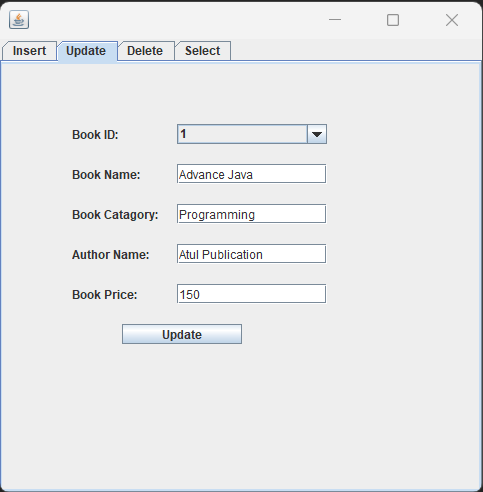 Insert Update Delete Select
Book ID: 1
Book Name: Advance Java
Book Catagory: Programming
Author Name: Atul Publication
Book Price: 150
Update